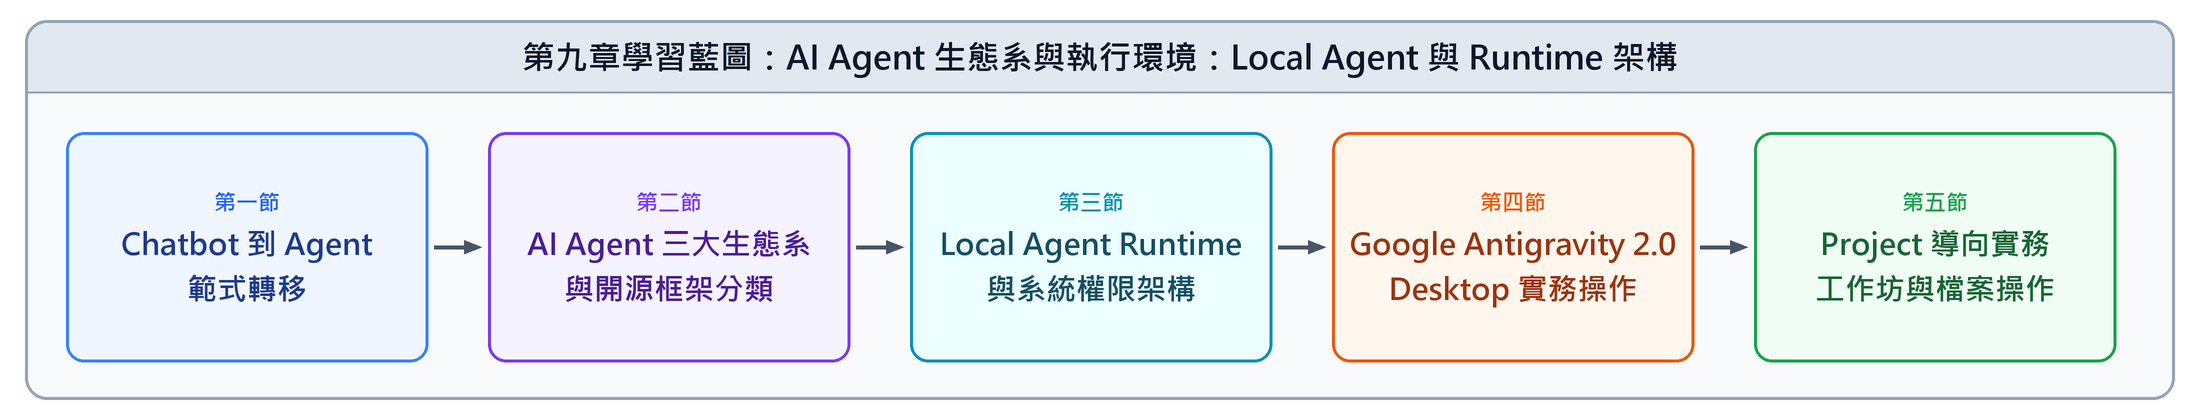 第九章學習藍圖：AI Agent 生態系與執行環境：Local Agent 與 Runtime 架構
第一節
Chatbot 到 Agent
範式轉移
第二節
AI Agent 三大生態系
與開源框架分類
第三節
Local Agent Runtime
與系統權限架構
第四節
Google Antigravity 2.0
Desktop 實務操作
第五節
Project 導向實務
工作坊與檔案操作